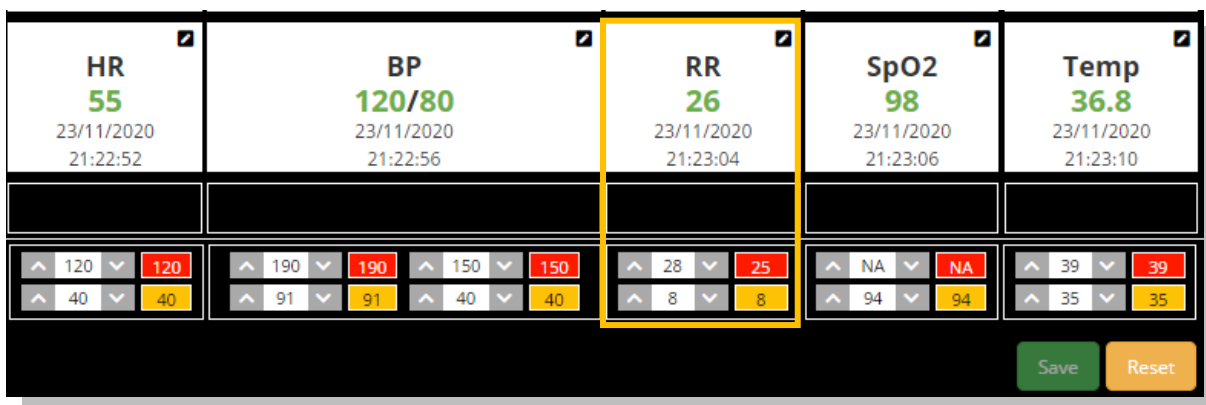 HR BP RR SpO2 Temp
55 120/80 26 98 36.8
23/11/2020 23/11/2020 23/11/2020 23/11/2020 23/11/2020
21:22:52 21:22:56 21:23:04 21:23:06 21:23:10
120 120 190 190 150 150 28 25 NA NA 39 39
40 40 91 91 40 40 8 8 94 94 35 35
Save Reset